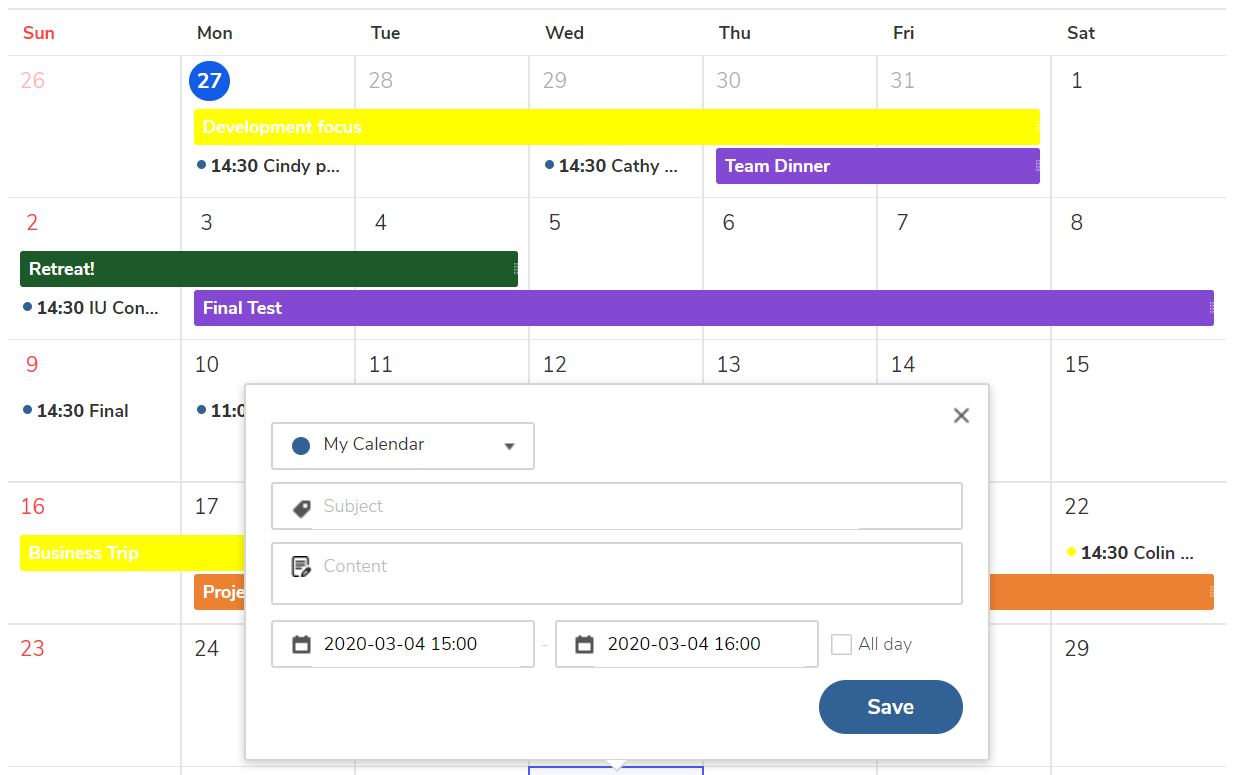 Sun Mon Tue Wed Thu Fri Sat
26 27 28 29 30 31 1
Development focus
14:30 Cindy p... 14:30 Cathy ... Team Dinner
2 3 4 5 6 7 8
Retreat!
14:30 IU Con... Final Test
9 10 11 12 13 14 15
14:30 Final 11:0
My Calendar
16 17 Subject 22
Business Trip 14:30 Colin ...
Content
Proje
23 24 2020-03-04 15:00 - 2020-03-04 16:00 All day 29
Save